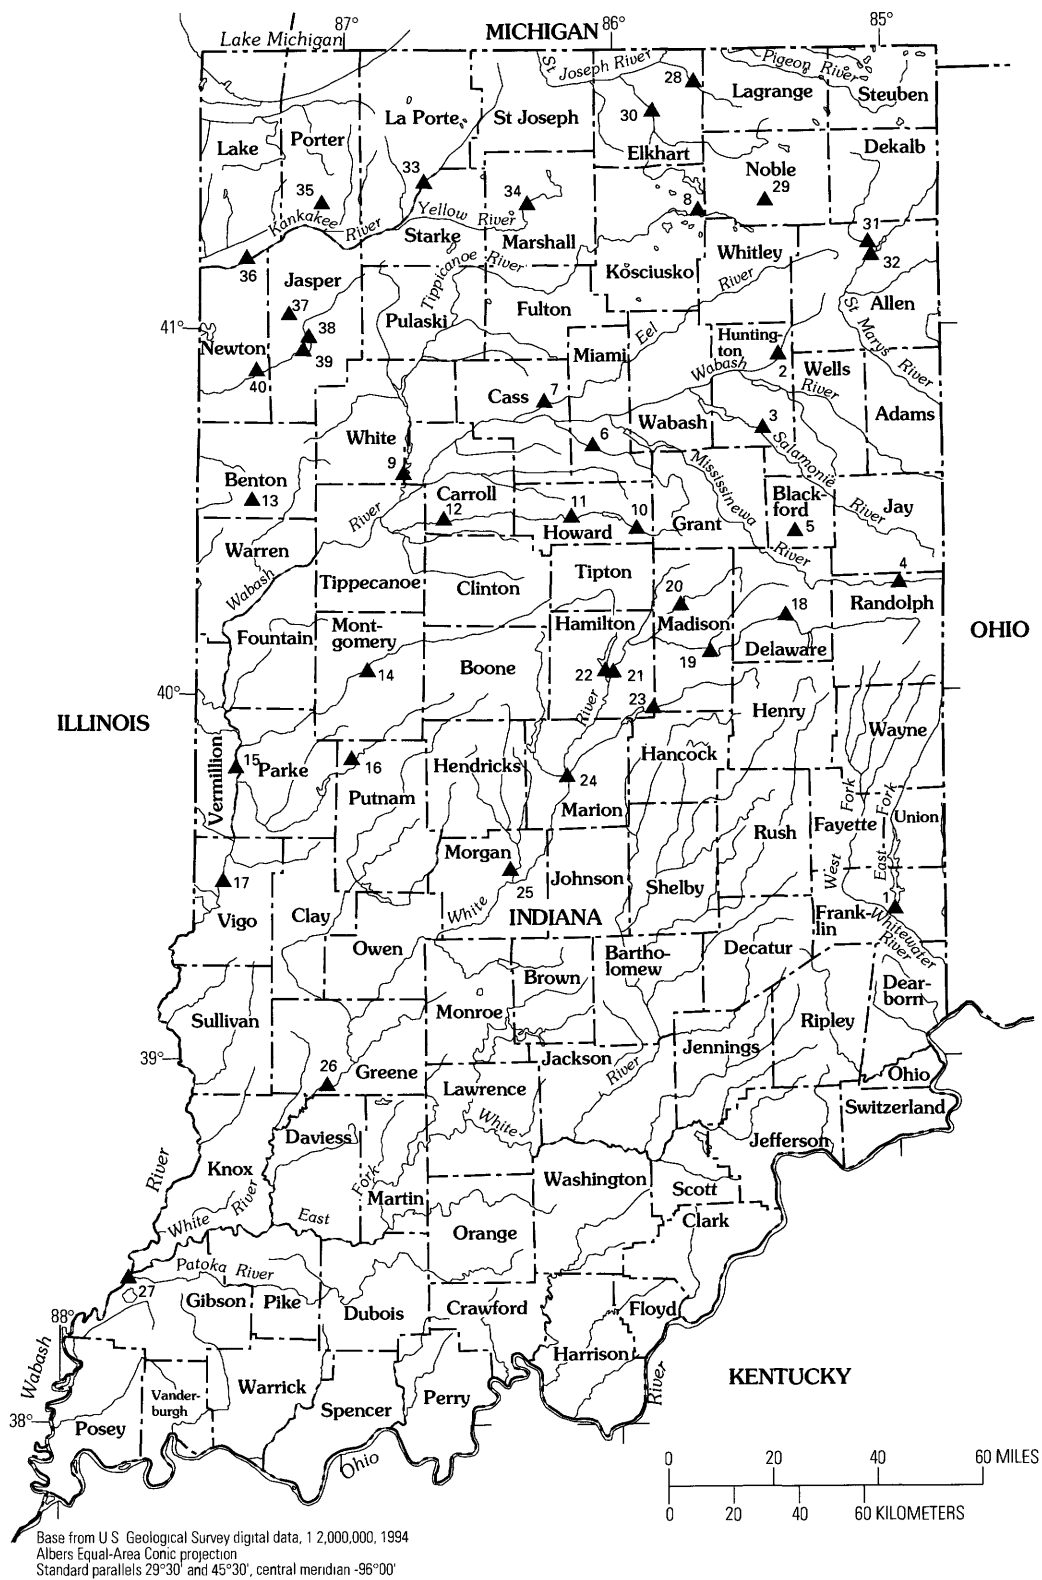 87°
86°
85°
MICHIGAN
Lake Michigan
St
Joseph River
Pigeon River
28
Lagrange
Steuben
La Porte
St Joseph
30
Lake
Porter
Elkhart
Dekalb
Noble
29
33
35
34
8
Kankakee
River
Yellow River
31
Starke
Marshall
32
Whitley
36
Jasper
Tippicanoe River
Kosciusko
River
Allen
37
Fulton
St Marys
River
38
Pulaski
41°
Eel
Hunting-
ton
39
Newton
Miami
Wabash
2
Wells
40
River
Cass
7
Adams
Wabash
3
White
6
Salamonie
River
9
Mississinewa
River
Benton
13
Carroll
12
Black-
ford
5
Jay
River
11
10
Grant
Howard
Warren
4
Wabash
Tippecanoe
Clinton
Tipton
20
18
Randolph
Mont-
gomery
Fountain
Hamilton
Madison
OHIO
Delaware
19
Boone
14
22
21
40°
River
23
Henry
ILLINOIS
Wayne
Vermillion
15
Parke
16
Hendricks
Hancock
24
Putnam
Fork
Fork
Marion
Rush
Fayette
Union
Morgan
West
East
17
25
Johnson
Shelby
1
White
Vigo
Clay
INDIANA
Frank-
lin
Whitewater
River
Owen
Decatur
Bartho-
lomew
Brown
Dear-
born
Monroe
Sullivan
Ripley
39°
Jennings
Jackson
26
Greene
River
Ohio
Lawrence
Switzerland
White
Daviess
Jefferson
River
Knox
Fork
Washington
River
Martin
Scott
East
White
Clark
Orange
Patoka River
27
Gibson
Pike
Dubois
Crawford
Floyd
88°
Wabash
Harrison
River
KENTUCKY
Warrick
Vander-
burgh
Perry
Spencer
38°
Posey
Ohio
0 20 40 60 MILES
0 20 40 60 KILOMETERS
Base from U S Geological Survey digital data, 1 2,000,000, 1994
Albers Equal-Area Conic projection
Standard parallels 29°30' and 45°30', central meridian -96°00'